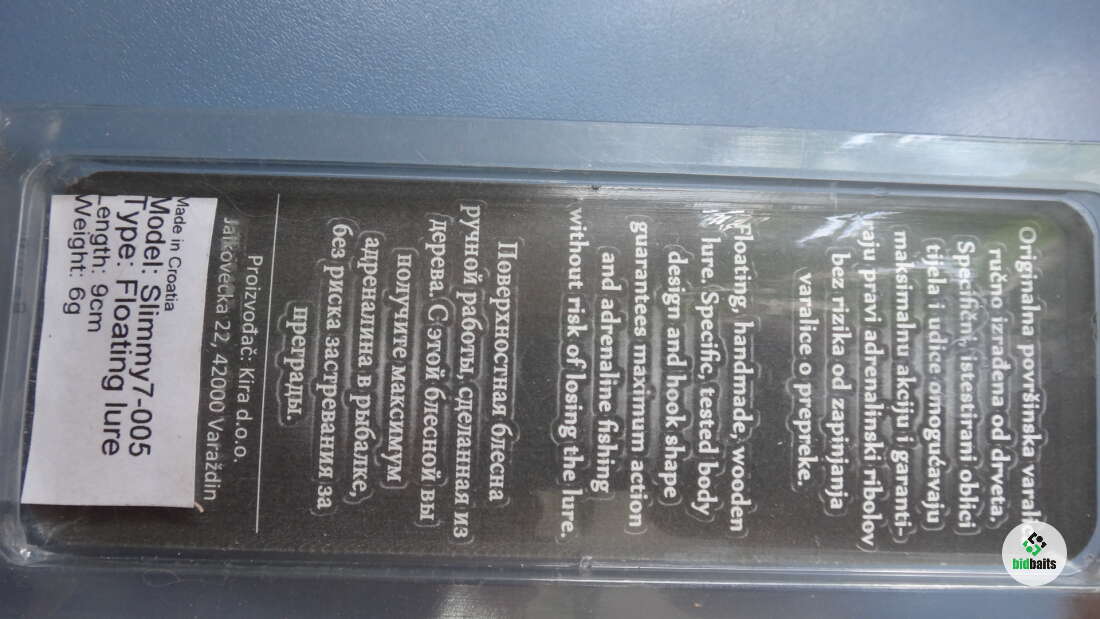 Originalna površinska varali
ručno izrađena od drveta.
Specifični, istestirani oblici
tijela i udice omogućavaju
maksimalnu akciju i garanti-
raju pravi adrenalinski ribolov
bez rizika od zapinjanja
varalice o prepreke.
Floating, handmade, wooden
lure. Specific, tested body
design and hook shape
guarantees maximum action
and adrenaline fishing
without risk of losing the lure.
Поверхностная блесна
ручной работы, сделанная из
дерева. С этой блесной вы
получите максимум
адреналина в рыбалке,
без риска застревания за
преграды.
Proizvođač: Kira d.o.o.
Jalkovečka 22, 42000 Varaždin
Made in Croatia
Model: Slimmy7-005
Type: Floating lure
Length: 9cm
Weight: 6g
bidbaits